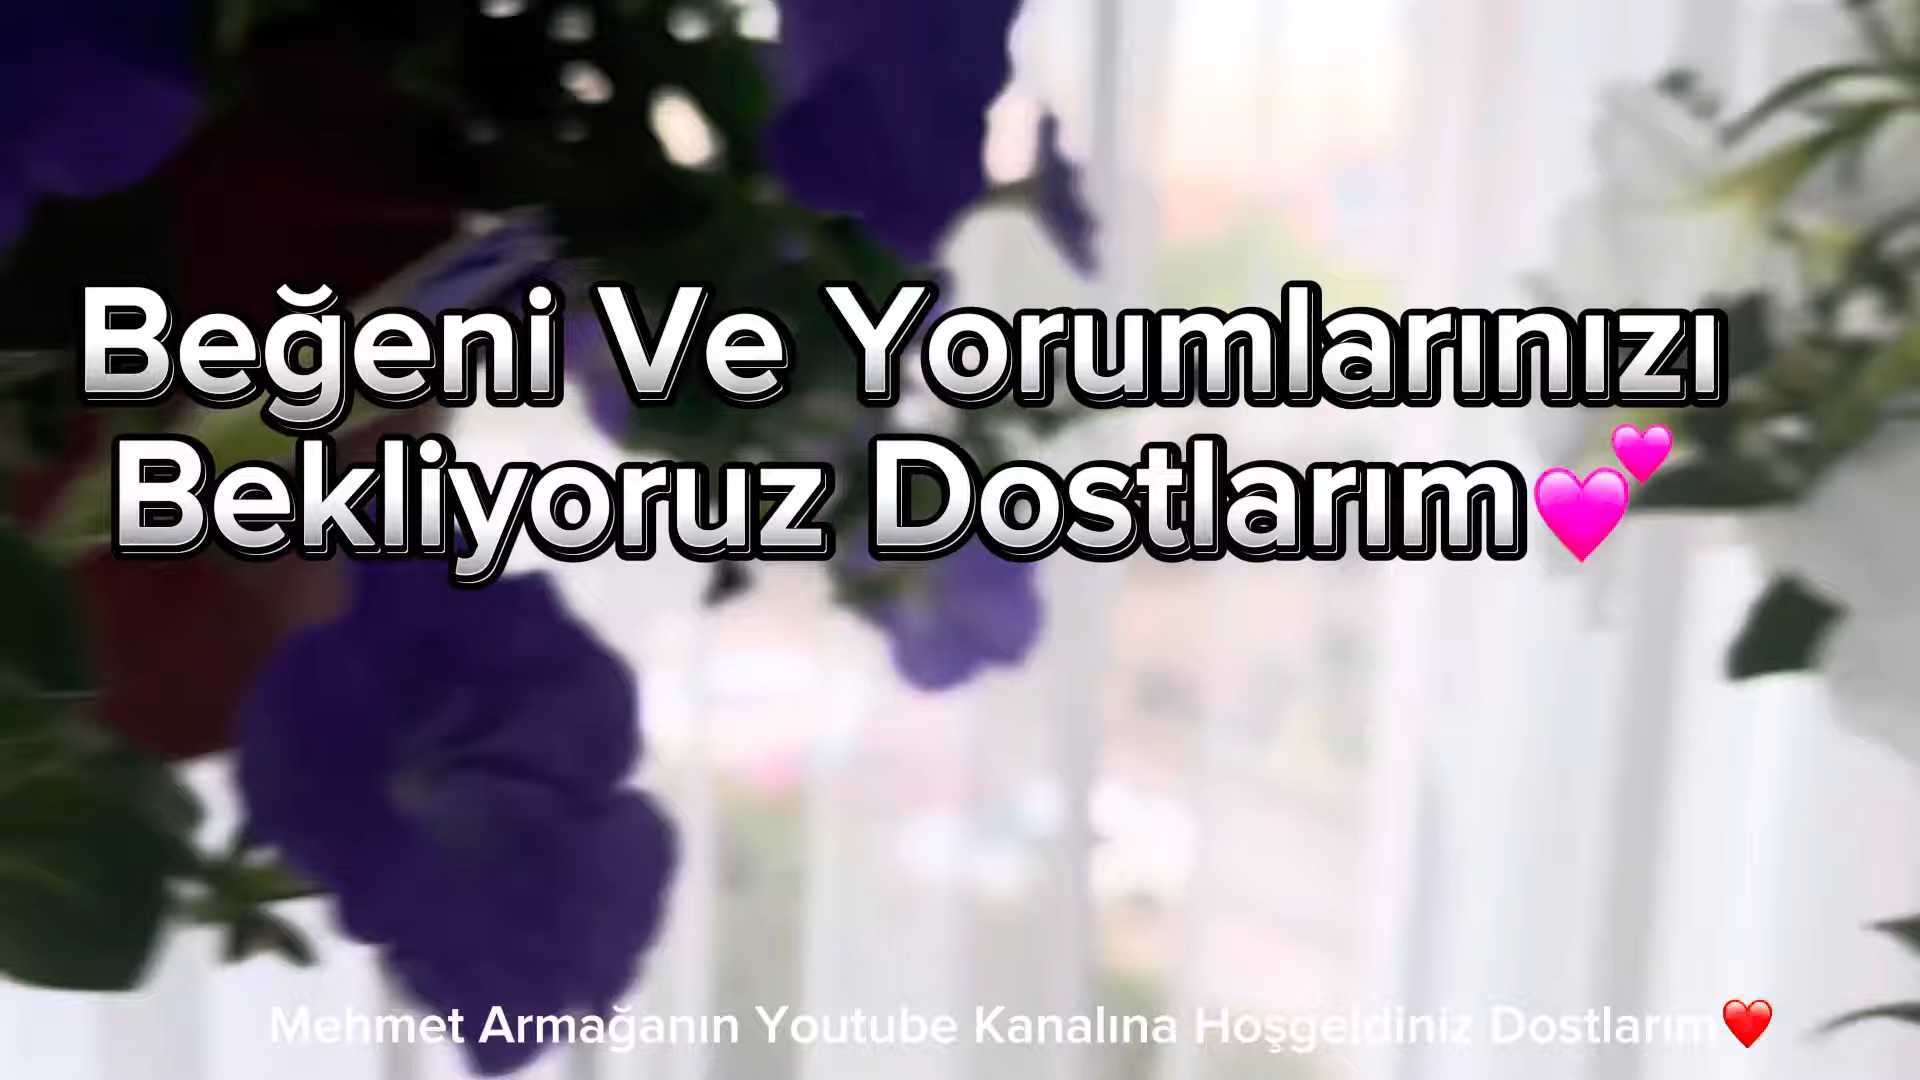 Beğeni Ve Yorumlarınızı
Bekliyoruz Dostlarım💕
Mehmet Armağanın Youtube Kanalına Hoşgeldiniz Dostlarım❤️